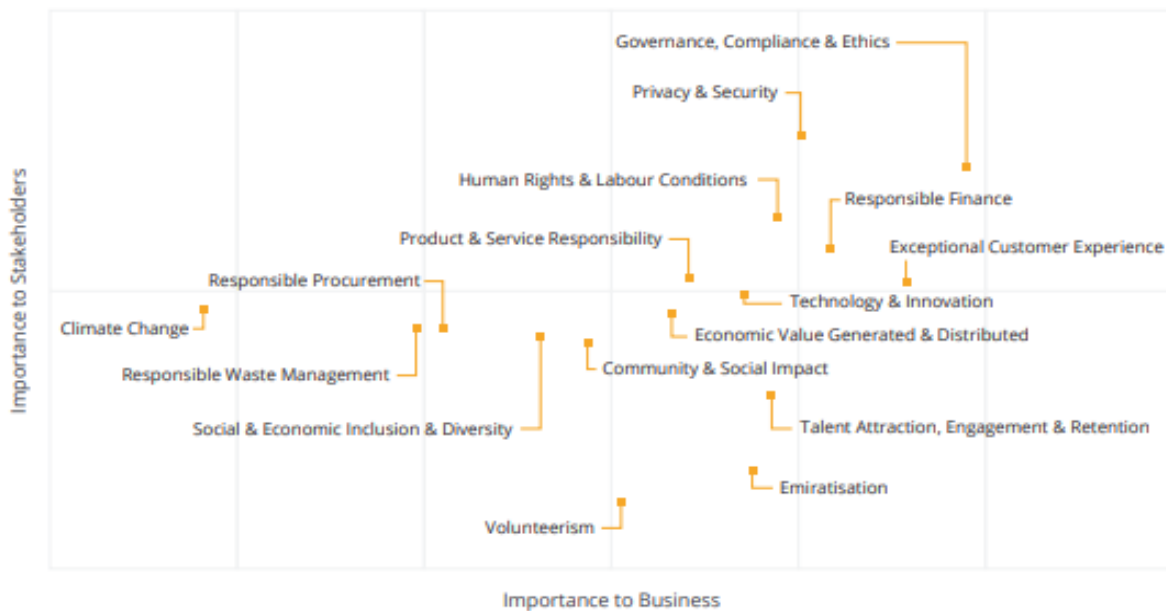 Governance, Compliance & Ethics
Privacy & Security
Human Rights & Labour Conditions
Responsible Finance
Product & Service Responsibility
Exceptional Customer Experience
Responsible Procurement
Technology & Innovation
Climate Change
Economic Value Generated & Distributed
Community & Social Impact
Responsible Waste Management
Social & Economic Inclusion & Diversity
Talent Attraction, Engagement & Retention
Emiratisation
Volunteerism
Importance to Stakeholders
Importance to Business